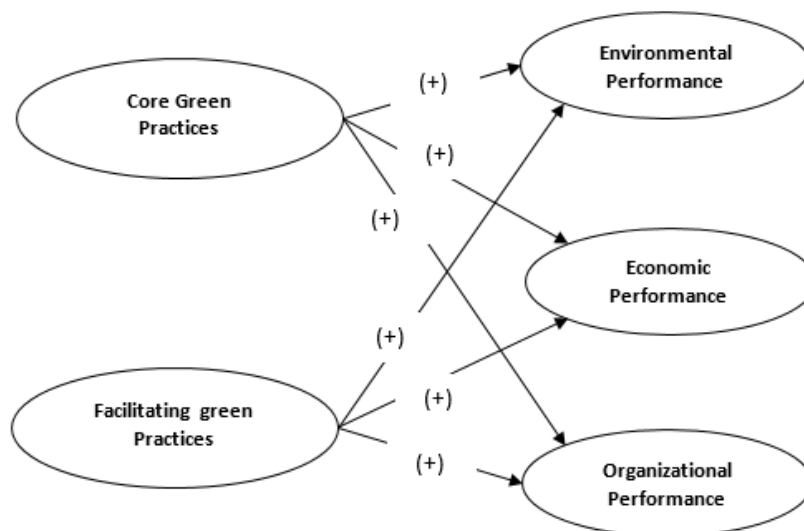 Core Green
Practices
Facilitating green
Practices
(+)
(+)
(+)
(+)
(+)
(+)
Environmental
Performance
Economic
Performance
Organizational
Performance